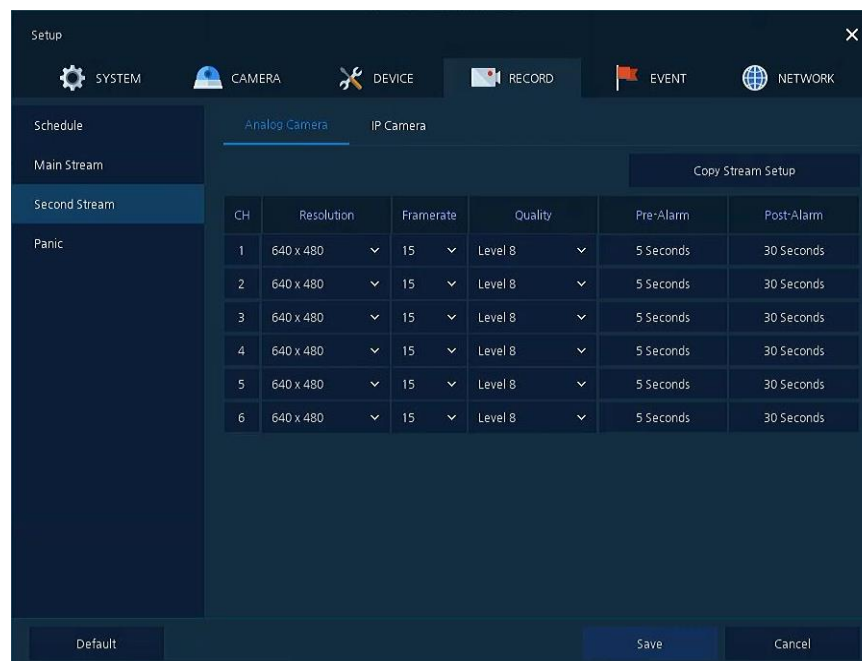 Setup
SYSTEM CAMERA DEVICE RECORD EVENT NETWORK
Schedule
Main Stream
Second Stream
Panic
Analog Camera IP Camera
Copy Stream Setup
CH Resolution Framerate Quality Pre-Alarm Post-Alarm
1 640 x 480 15 Level 8 5 Seconds 30 Seconds
2 640 x 480 15 Level 8 5 Seconds 30 Seconds
3 640 x 480 15 Level 8 5 Seconds 30 Seconds
4 640 x 480 15 Level 8 5 Seconds 30 Seconds
5 640 x 480 15 Level 8 5 Seconds 30 Seconds
6 640 x 480 15 Level 8 5 Seconds 30 Seconds
Default Save Cancel